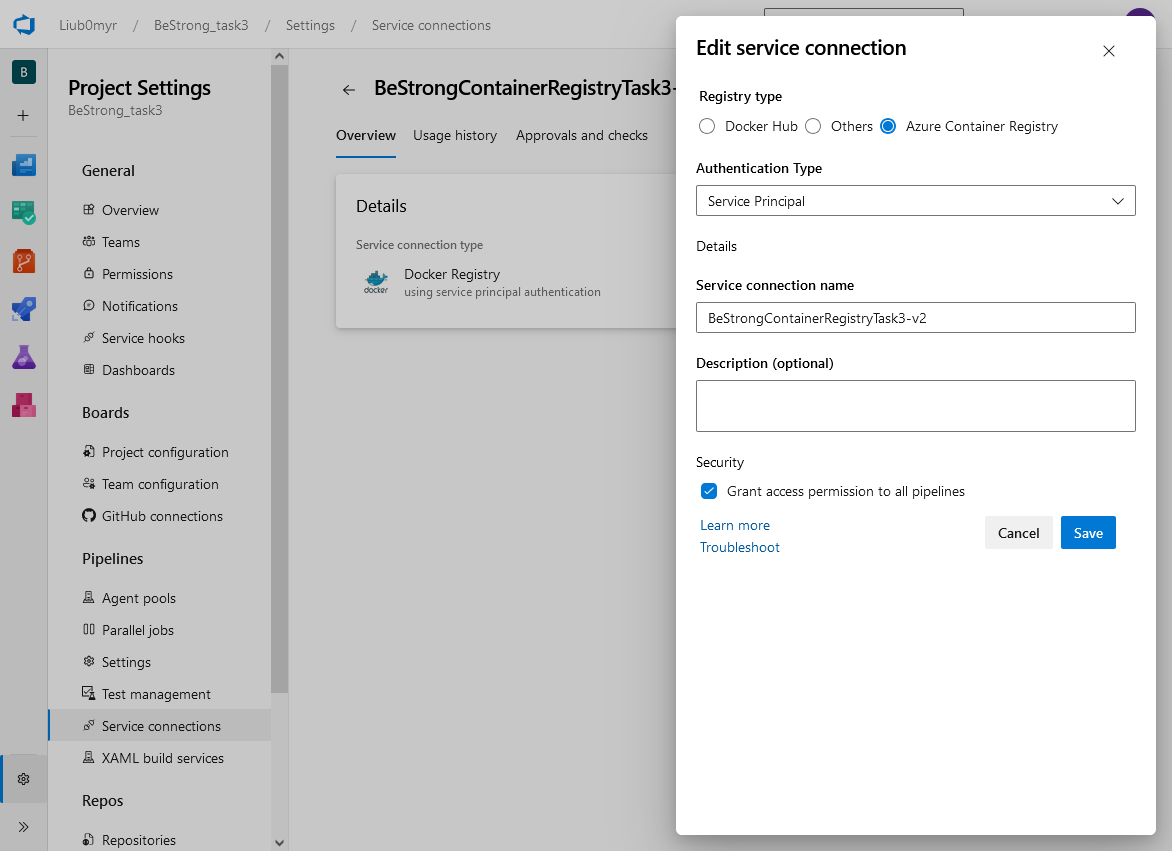 Liub0myr / BeStrong_task3 / Settings / Service connections
B
Project Settings
BeStrong_task3
General
Overview
Teams
Permissions
Notifications
Service hooks
Dashboards
Boards
Project configuration
Team configuration
GitHub connections
Pipelines
Agent pools
Parallel jobs
Settings
Test management
Service connections
XAML build services
Repos
Repositories
BeStrongContainerRegistryTask3-
Overview Usage history Approvals and checks
Details
Service connection type
docker
Docker Registry
using service principal authentication
Edit service connection
Registry type
Docker Hub Others Azure Container Registry
Authentication Type
Service Principal
Details
Service connection name
BeStrongContainerRegistryTask3-v2
Description (optional)
Security
Grant access permission to all pipelines
Learn more
Troubleshoot
Cancel Save